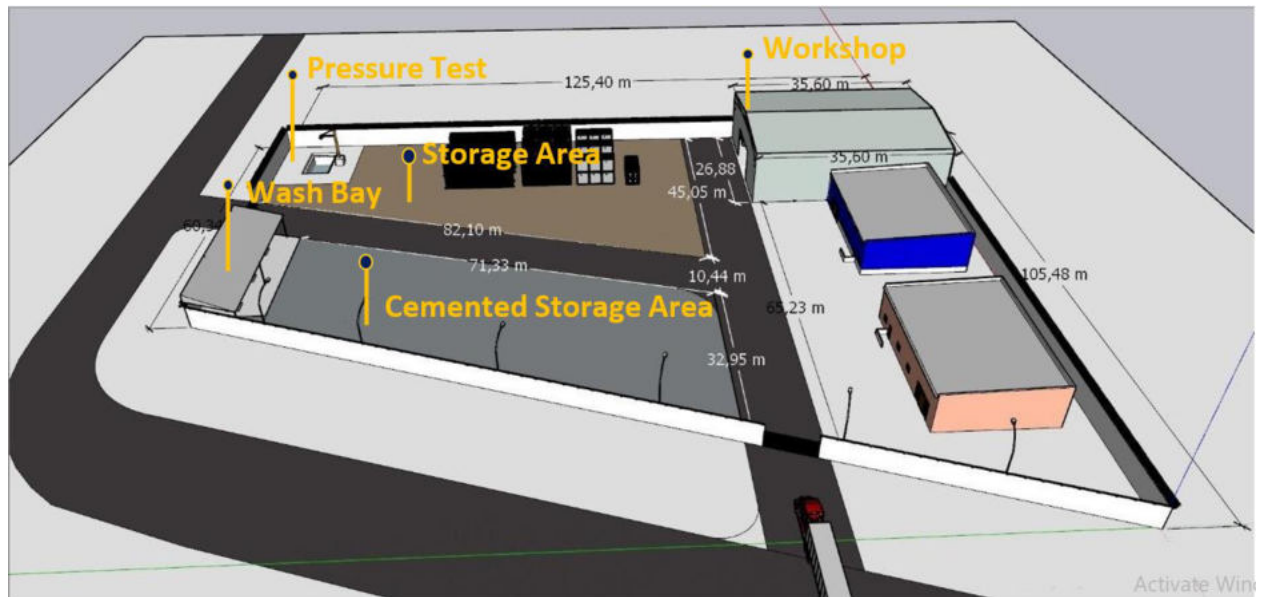 Workshop
Pressure Test
125,40 m
35,60 m
Storage Area
35,60 m
26,88
45,05 m
Wash Bay
60,34
82,10 m
71,33 m
10,44 m
105,48 m
Cemented Storage Area
65,23 m
32,95 m
Activate Win